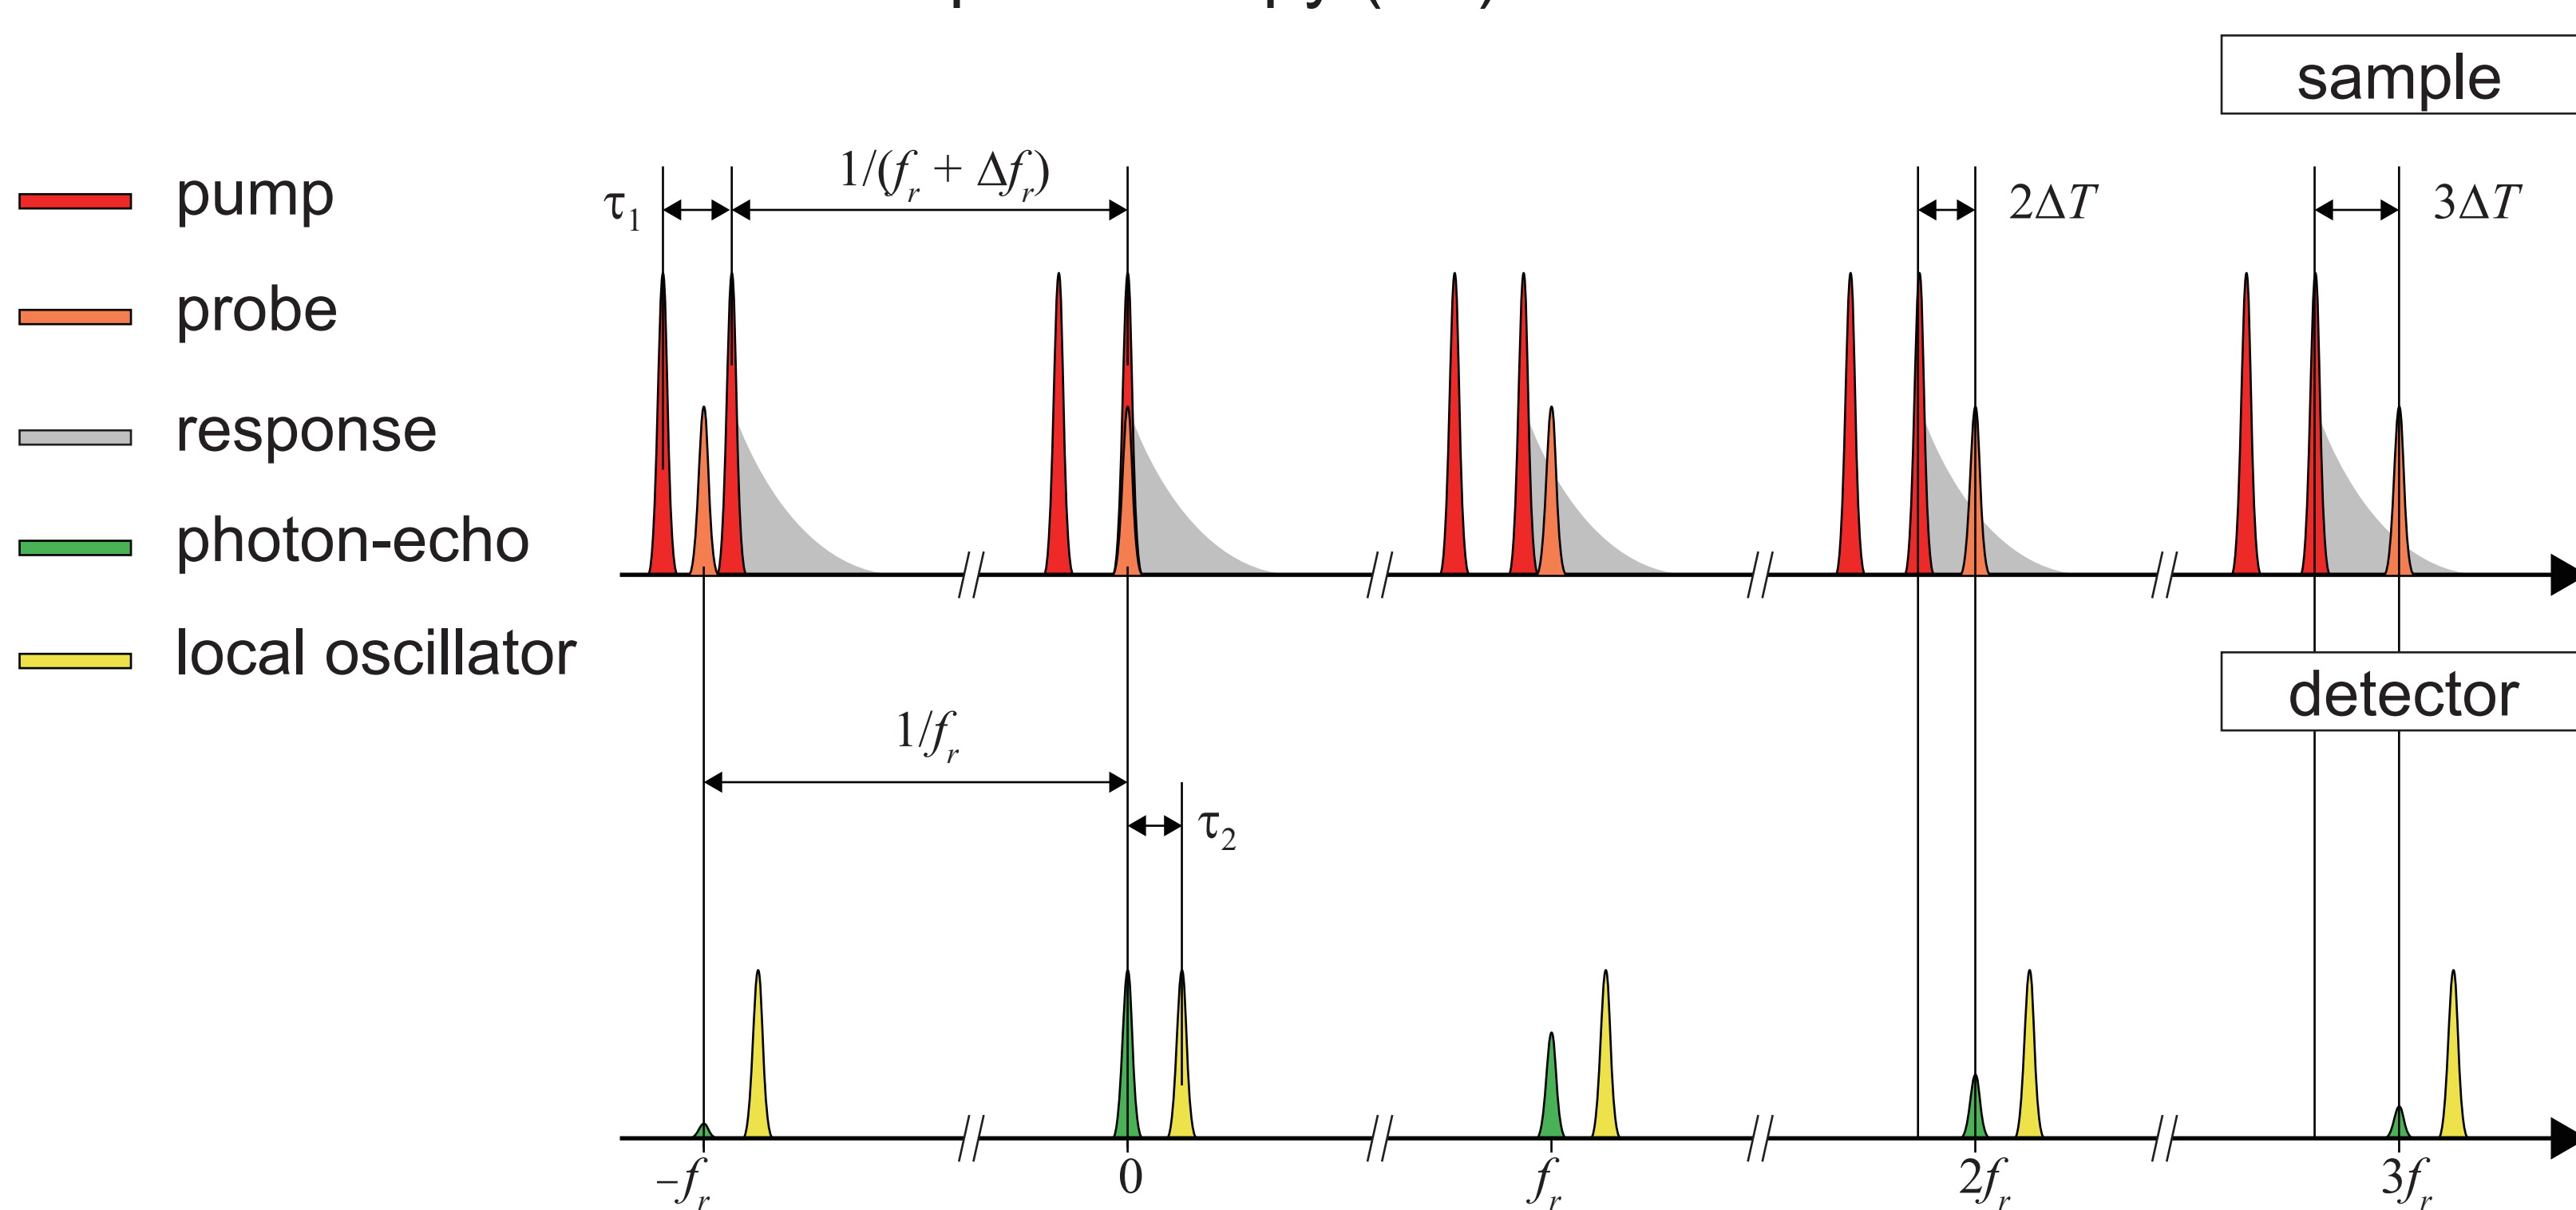 sample
pump
probe
response
photon-echo
local oscillator
τ1
1/(fr + Δfr)
2ΔT
3ΔT
detector
1/fr
τ2
–fr
0
fr
2fr
3fr